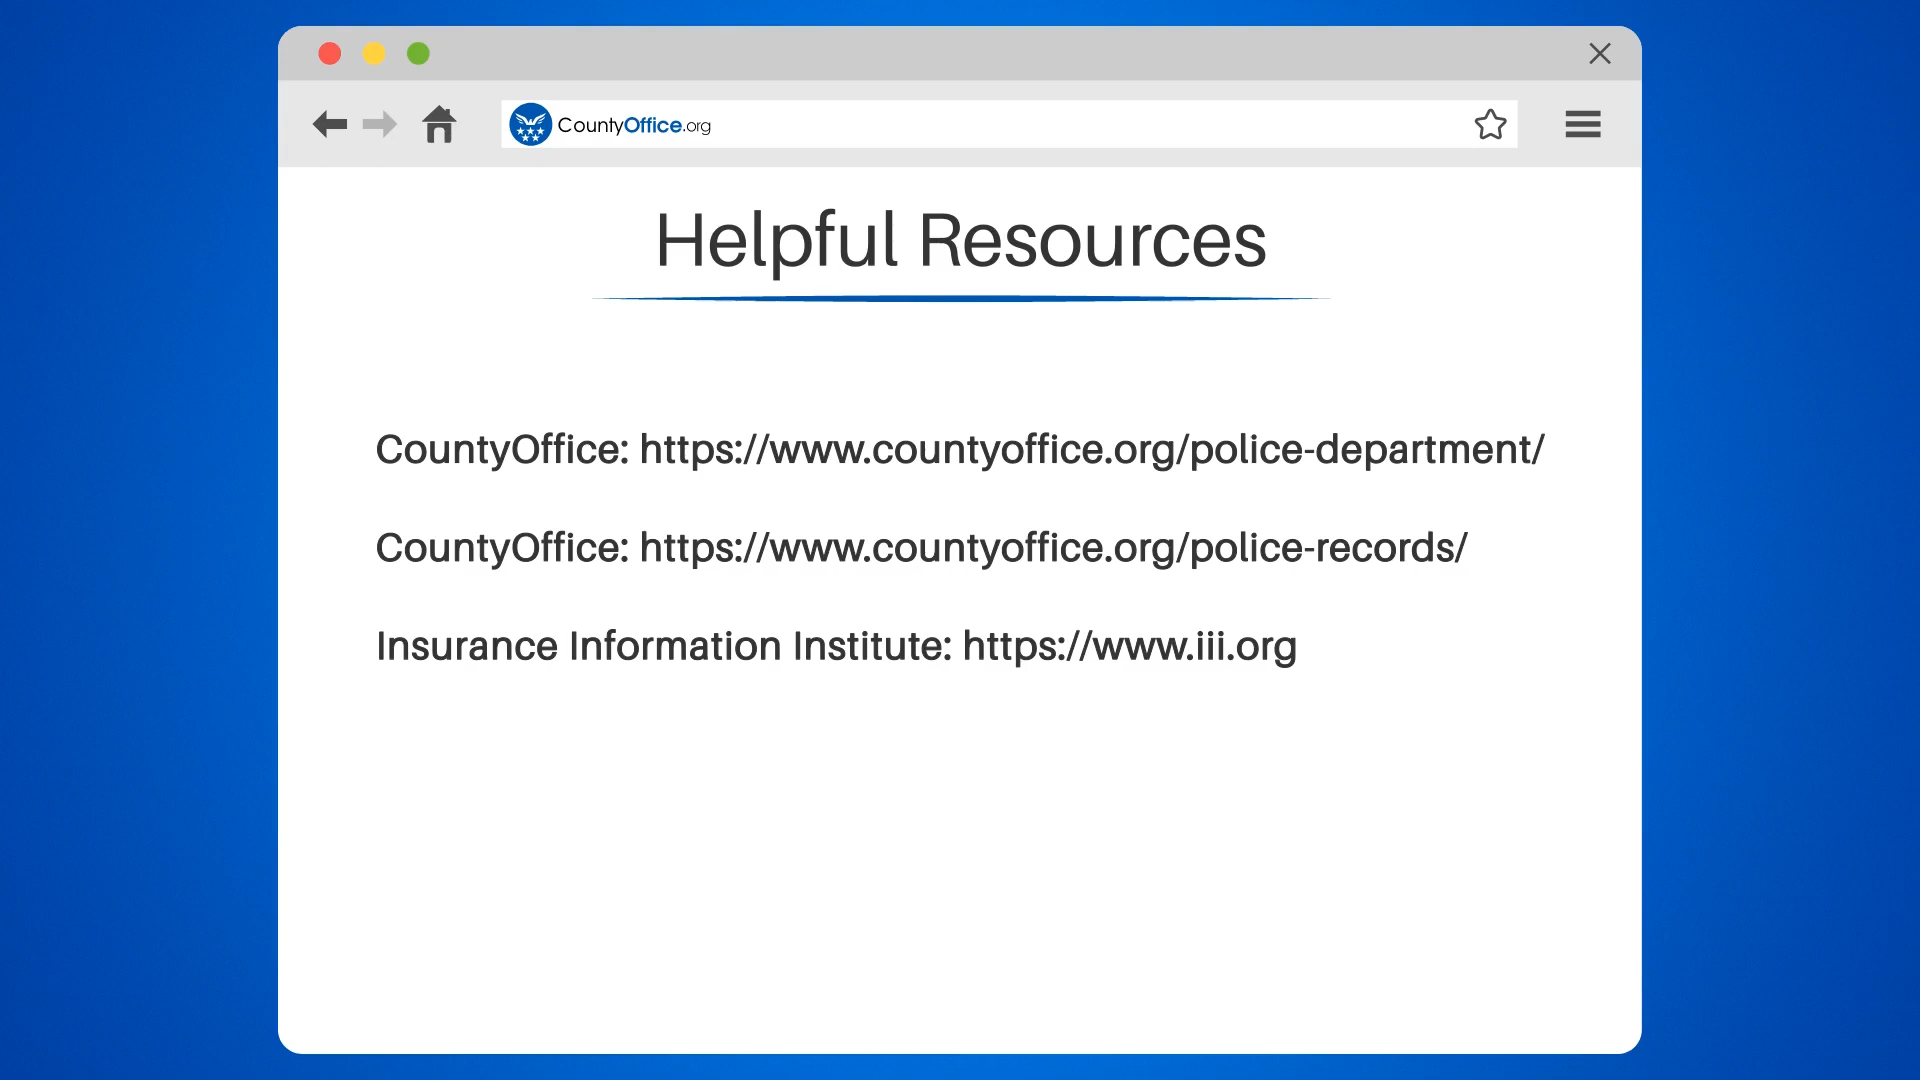 CountyOffice.org
Helpful Resources
CountyOffice: https://www.countyoffice.org/police-department/
CountyOffice: https://www.countyoffice.org/police-records/
Insurance Information Institute: https://www.iii.org